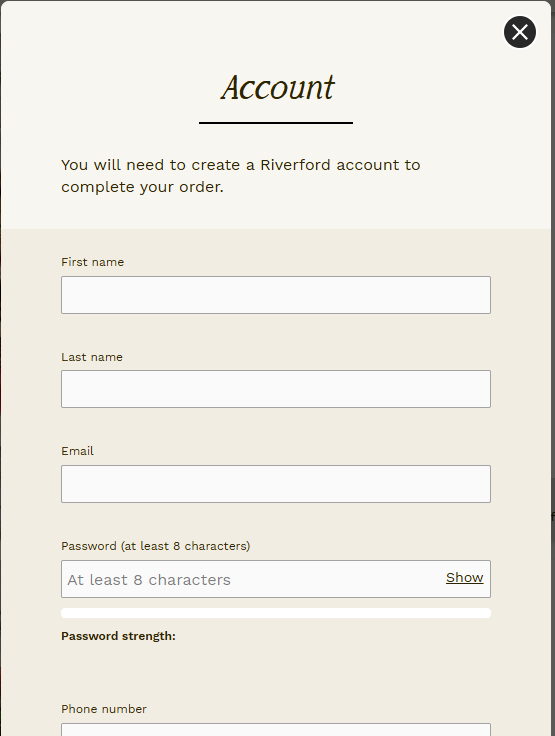 Account
You will need to create a Riverford account to
complete your order.
First name
Last name
Email
Password (at least 8 characters)
At least 8 characters
Show
Password strength:
Phone number